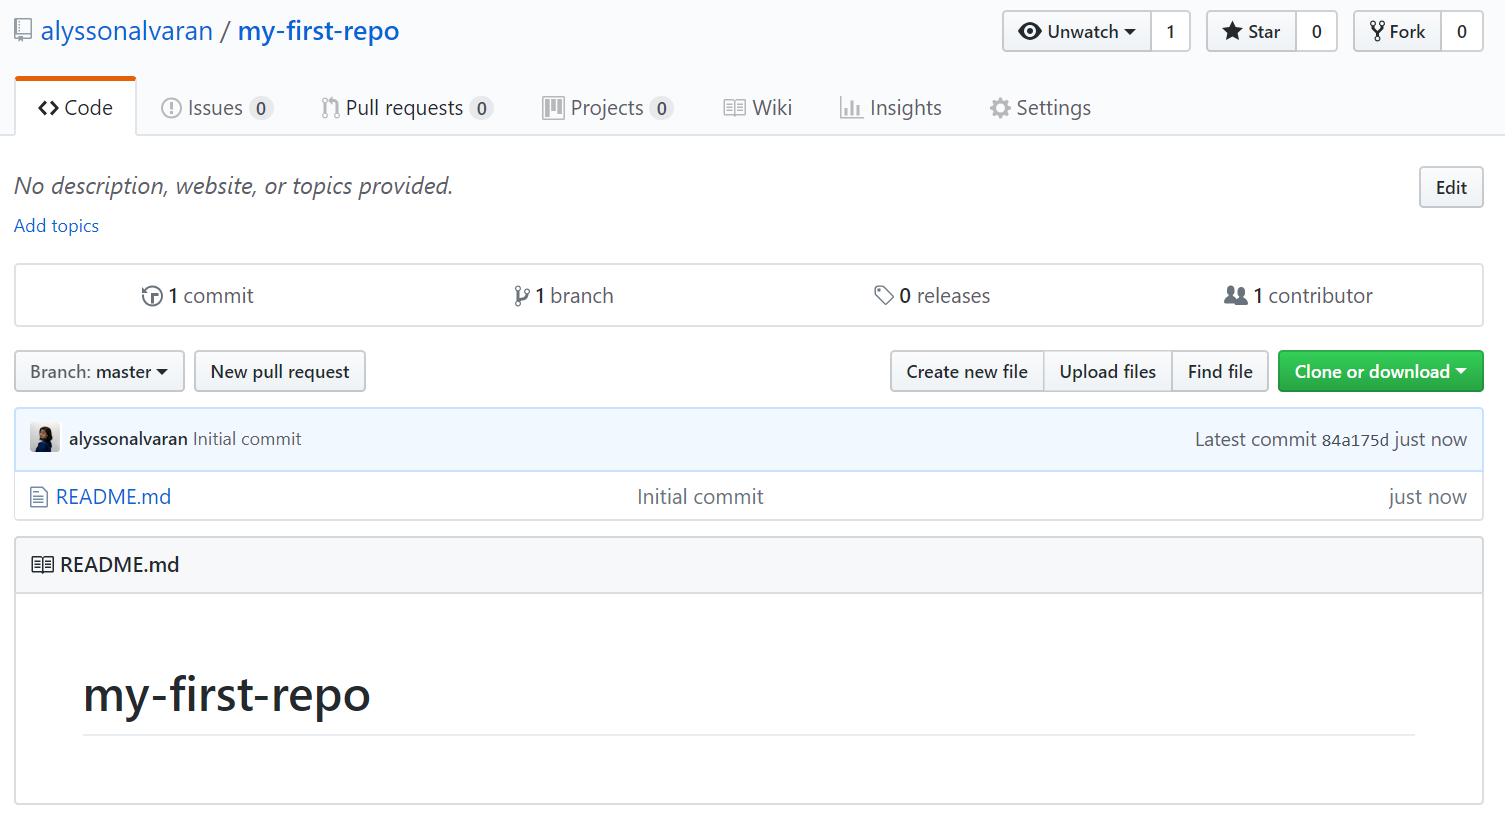 alyssonalvaran / my-first-repo
Unwatch 1 Star 0 Fork 0
Code Issues 0 Pull requests 0 Projects 0 Wiki Insights Settings
No description, website, or topics provided. Edit
Add topics
1 commit 1 branch 0 releases 1 contributor
Branch: master New pull request Create new file Upload files Find file Clone or download
alyssonalvaran Initial commit Latest commit 84a175d just now
README.md Initial commit just now
README.md
my-first-repo